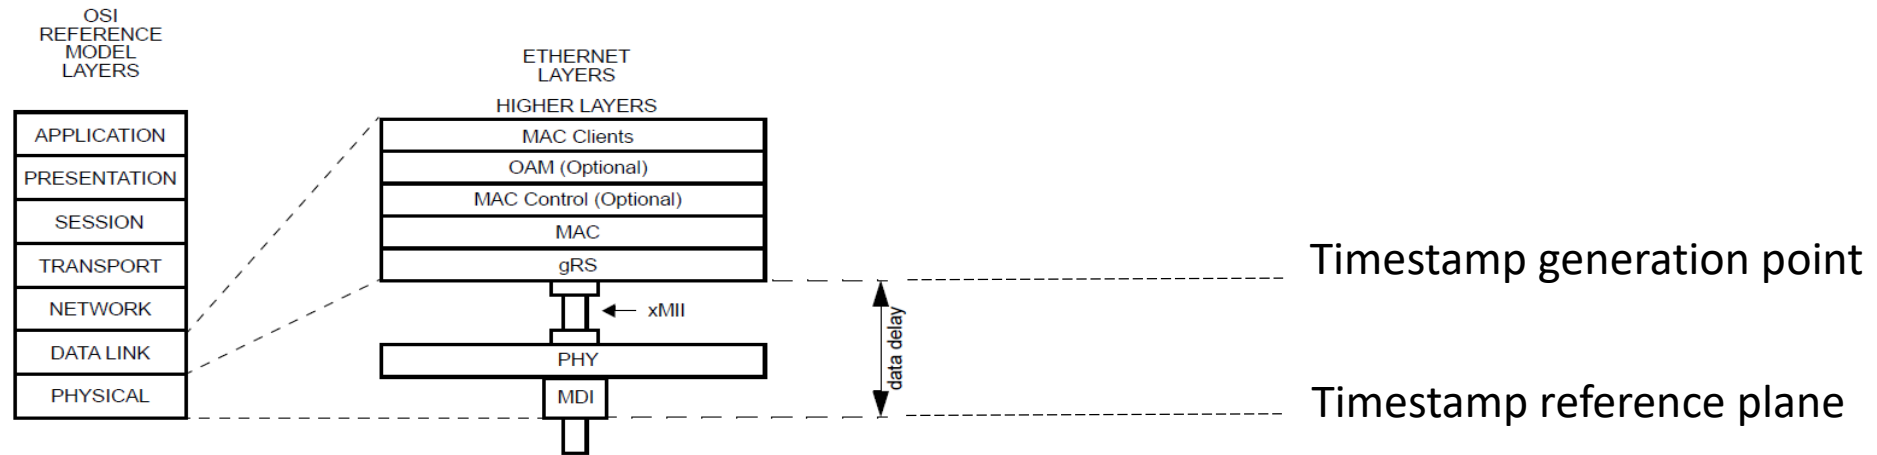 OSI
REFERENCE
MODEL
LAYERS
APPLICATION
PRESENTATION
SESSION
TRANSPORT
NETWORK
DATA LINK
PHYSICAL
ETHERNET
LAYERS
HIGHER LAYERS
MAC Clients
OAM (Optional)
MAC Control (Optional)
MAC
gRS
xMII
PHY
MDI
data delay
Timestamp generation point
Timestamp reference plane